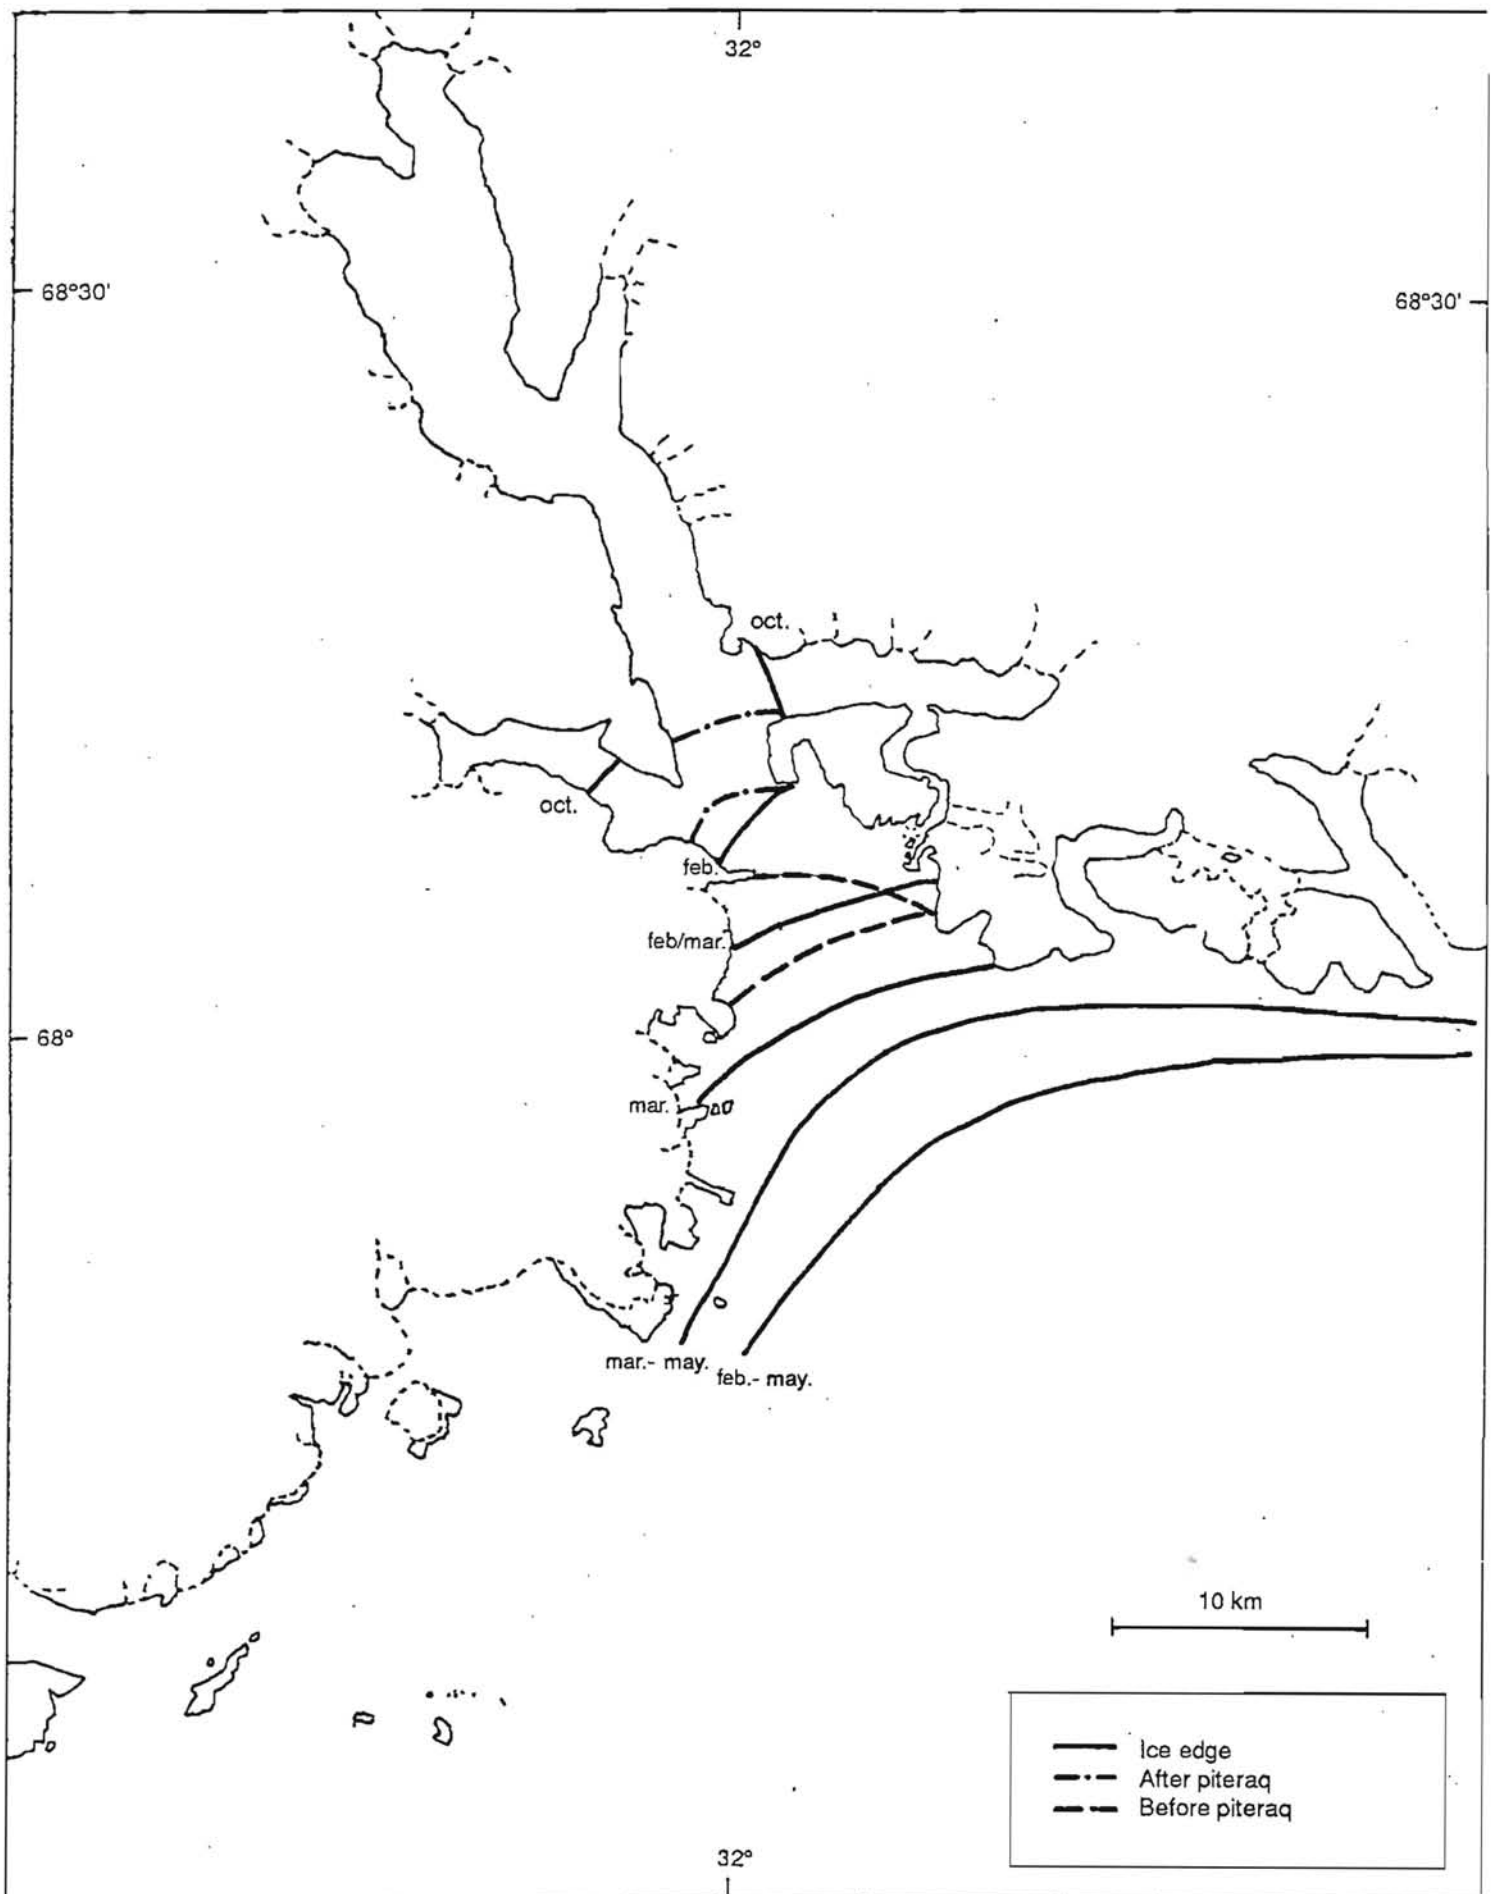 32°
68°30'
68°30'
oct.
oct.
feb.
feb/mar.
68°
mar.
mar.- may.
feb.- may.
10 km
Ice edge
After piteraq
Before piteraq
32°